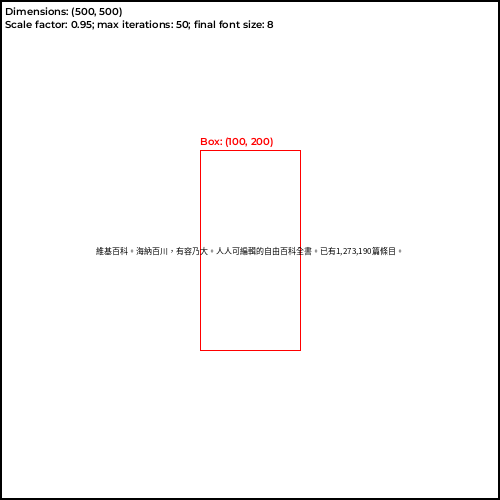 Dimensions: (500, 500)
Scale factor: 0.95; max iterations: 50; final font size: 8
Box: (100, 200)
維基百科。海納百川，有容乃大。人人可編輯的自由百科全書。已有1,273,190篇條目。